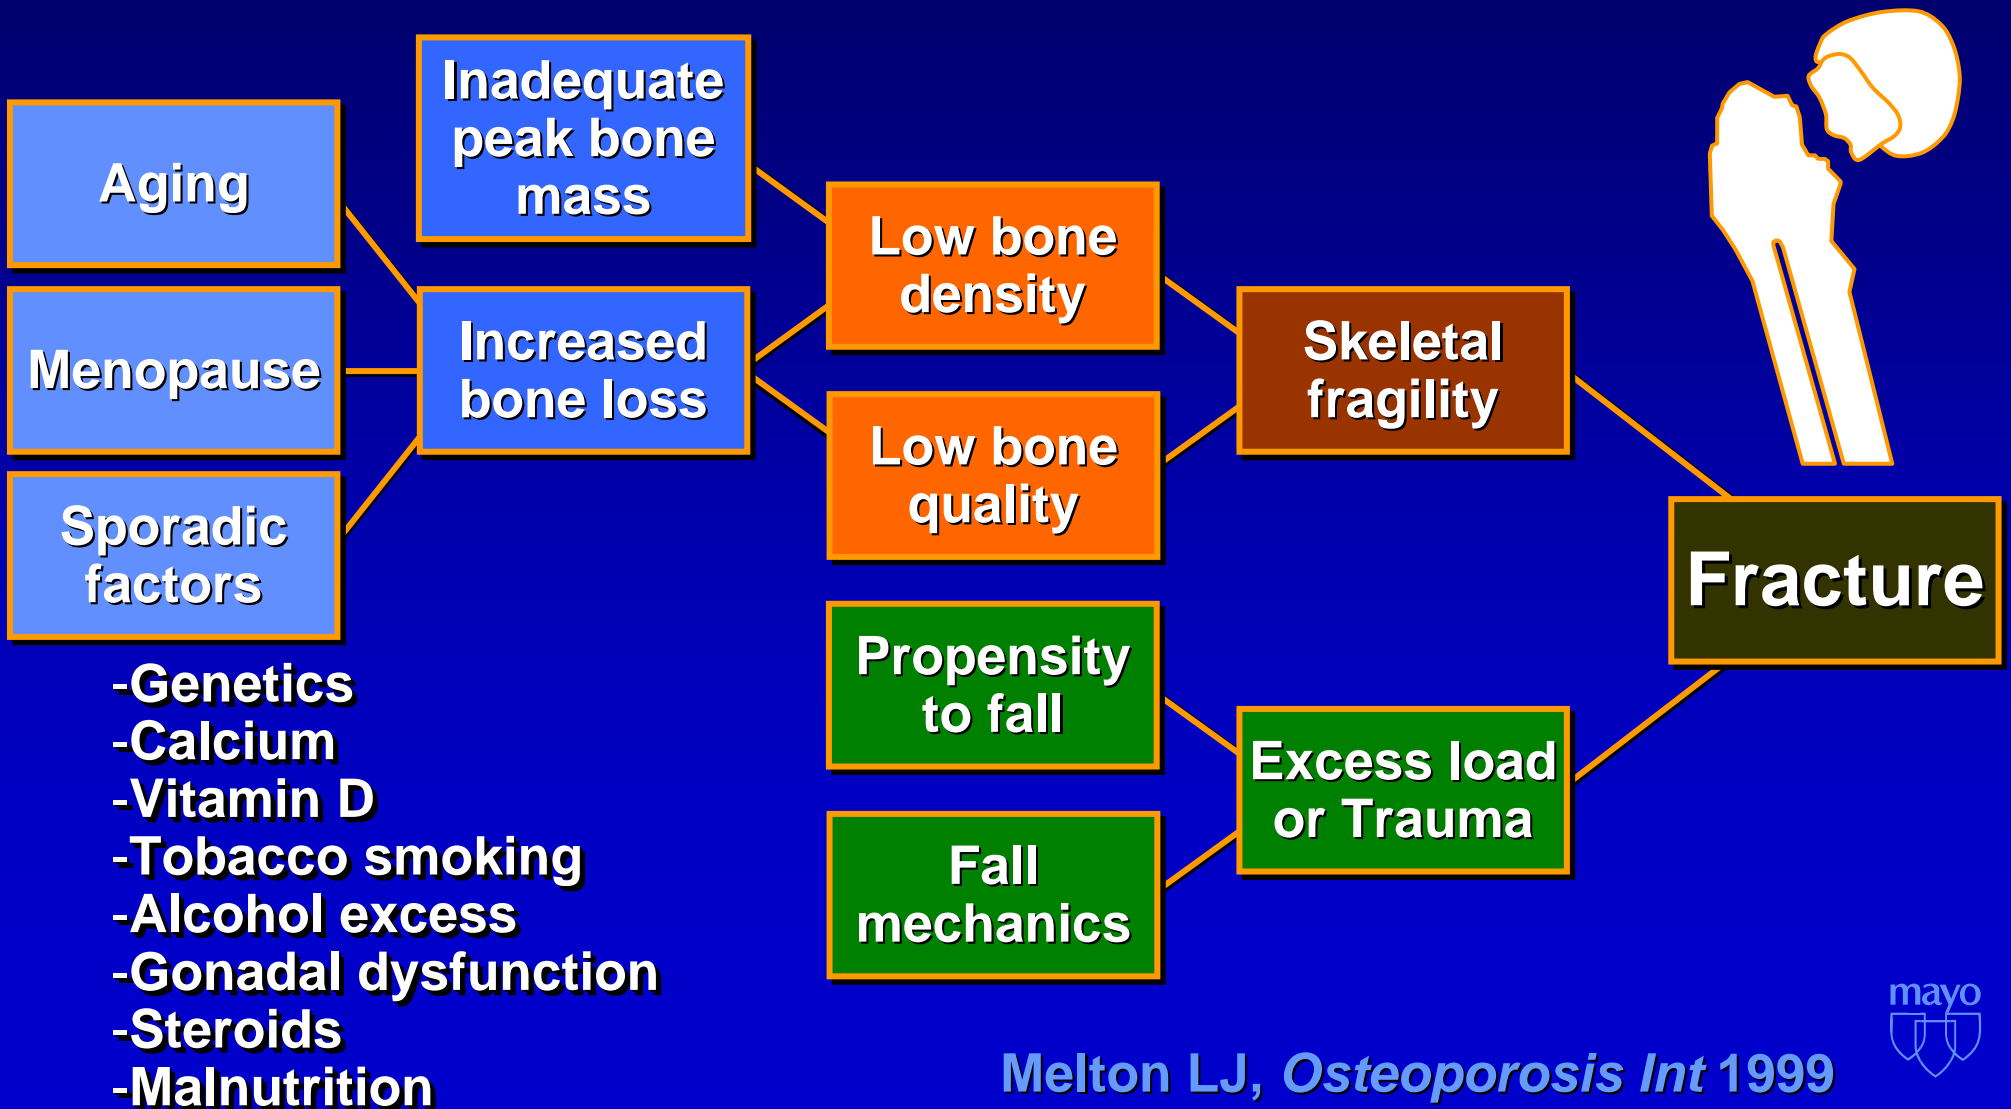 Inadequate
peak bone
mass
Aging
Low bone
density
Menopause
Increased
bone loss
Skeletal
fragility
Low bone
quality
Sporadic
factors
Fracture
-Genetics
-Calcium
-Vitamin D
-Tobacco smoking
-Alcohol excess
-Gonadal dysfunction
-Steroids
-Malnutrition
Propensity
to fall
Excess load
or Trauma
Fall
mechanics
mayo
Melton LJ, Osteoporosis Int 1999